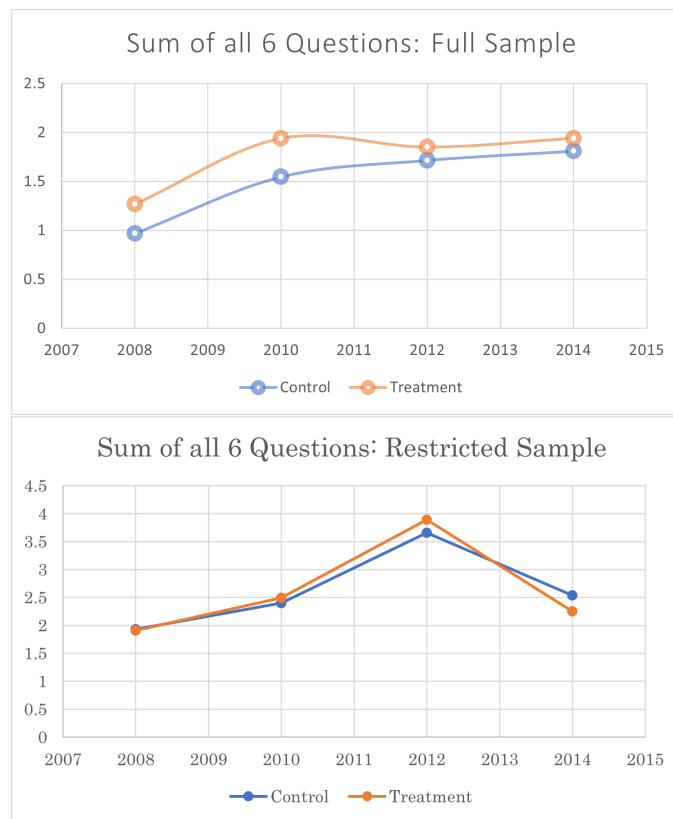 Sum of all 6 Questions: Full Sample
2.5
2
1.5
1
0.5
0
2007 2008 2009 2010 2011 2012 2013 2014 2015
Control Treatment
Sum of all 6 Questions: Restricted Sample
4.5
4
3.5
3
2.5
2
1.5
1
0.5
0
2007 2008 2009 2010 2011 2012 2013 2014 2015
Control Treatment